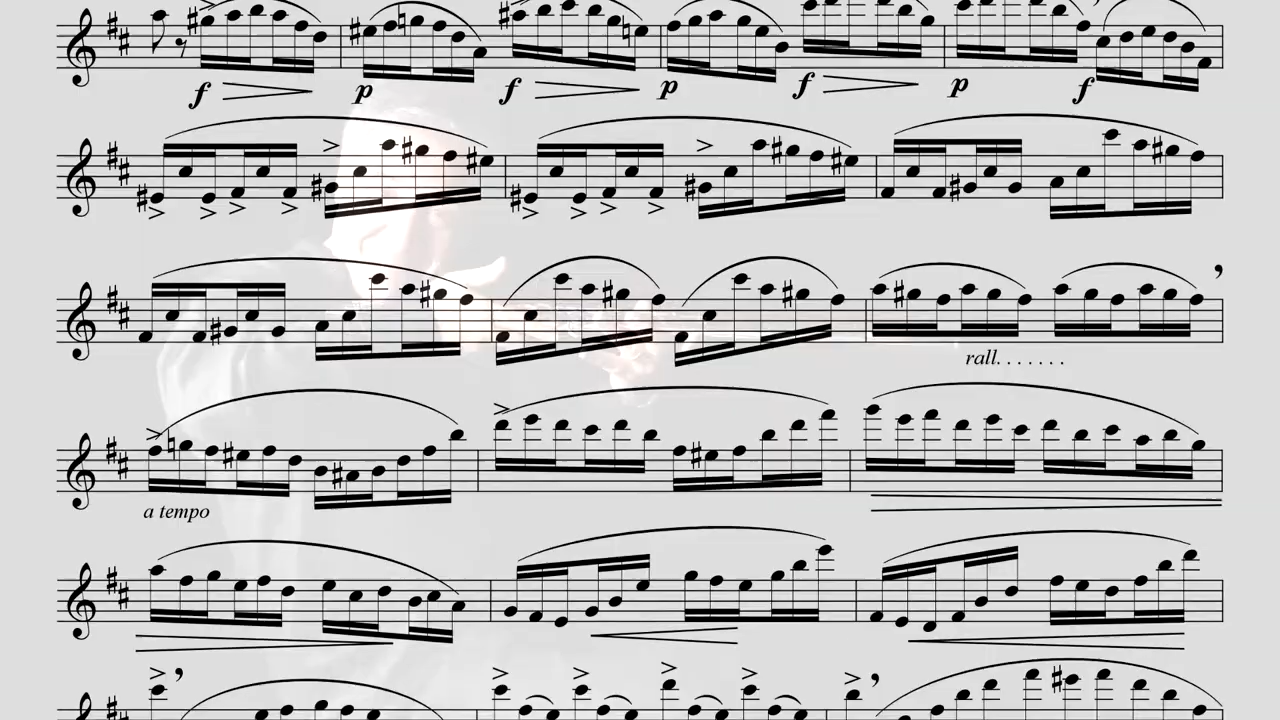 f p f p f p f
rall. . . . . . .
a tempo